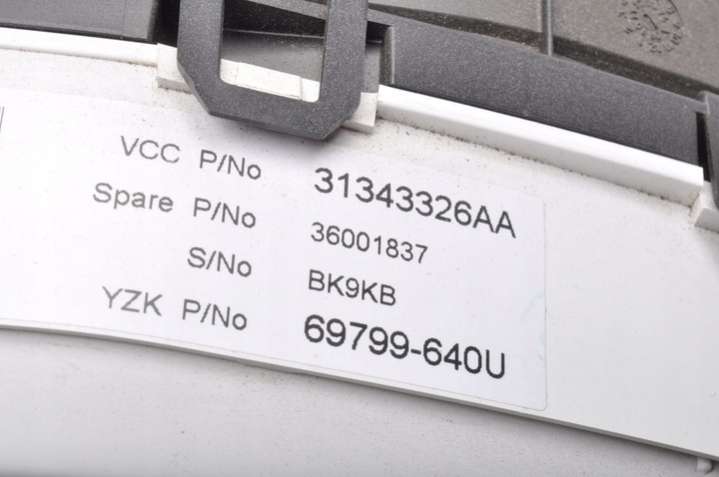 VCC P/No 31343326AA
Spare P/No 36001837
S/No BK9KB
YZK P/No 69799-640U